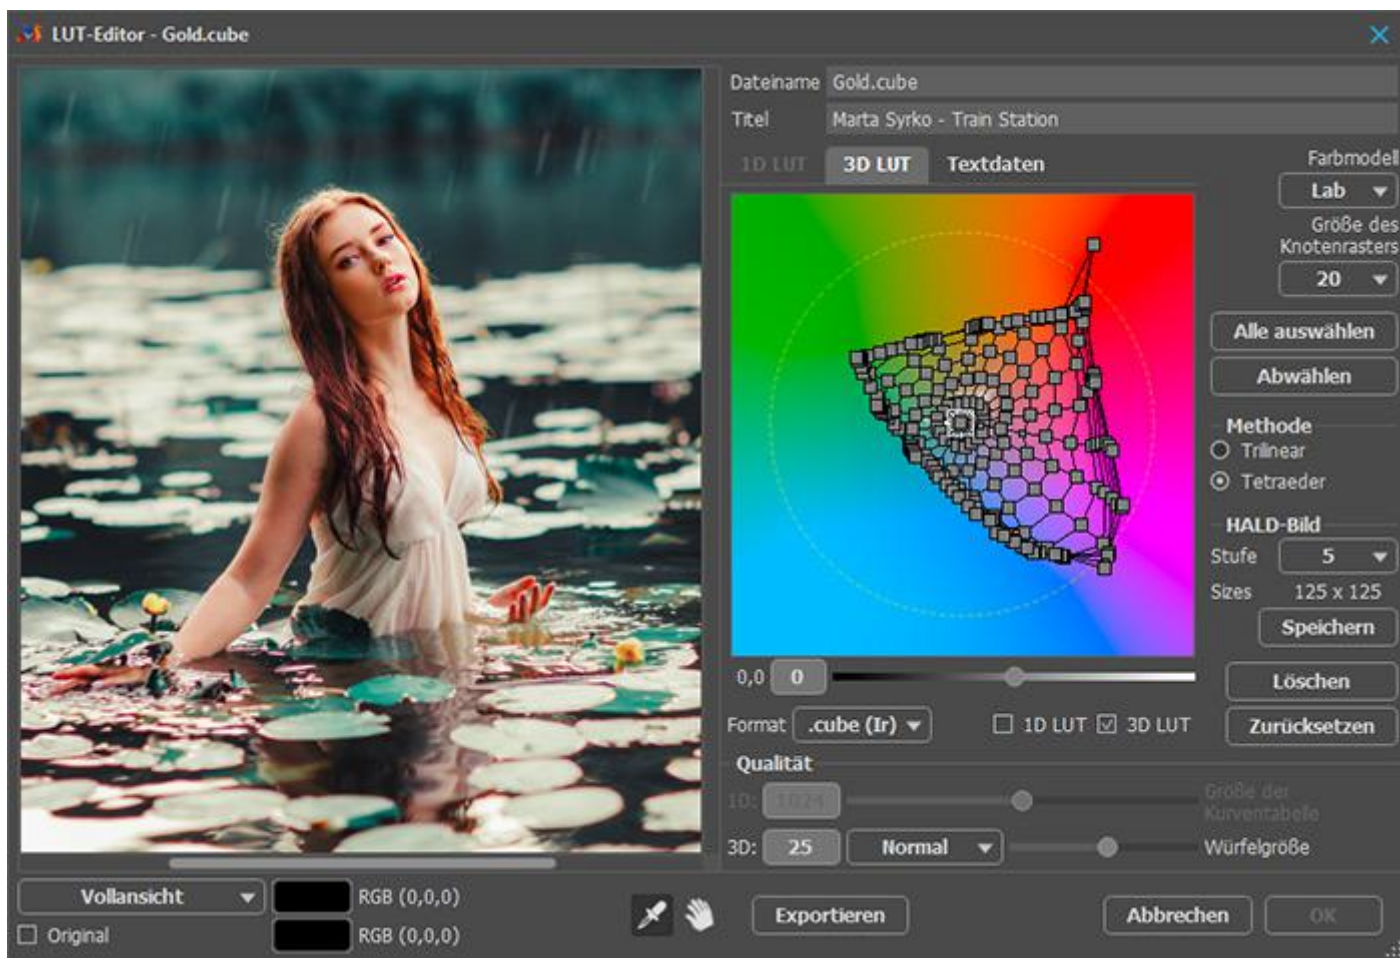 LUT-Editor - Gold.cube
Dateiname Gold.cube
Titel Marta Syrko - Train Station
1D LUT 3D LUT Textdaten
Farbmodell
Lab
Größe des
Knotenrasters
20
Alle auswählen
Abwählen
Methode
Trilnear
Tetraeder
HALD-Bild
Stufe 5
Sizes 125 x 125
Speichern
0,0 0
Löschen
Format .cube (Ir) 1D LUT 3D LUT
Zurücksetzen
Qualität
1D: 1024
Größe der
Kurventabelle
3D: 25 Normal Würfelgröße
Vollansicht RGB (0,0,0)
Original RGB (0,0,0)
Exportieren Abbrechen OK